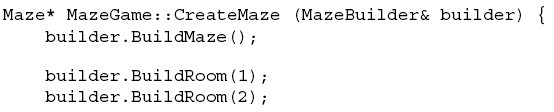 Maze* MazeGame::CreateMaze (MazeBuilder& builder) {
    builder.BuildMaze();
    builder.BuildRoom(1);
    builder.BuildRoom(2);